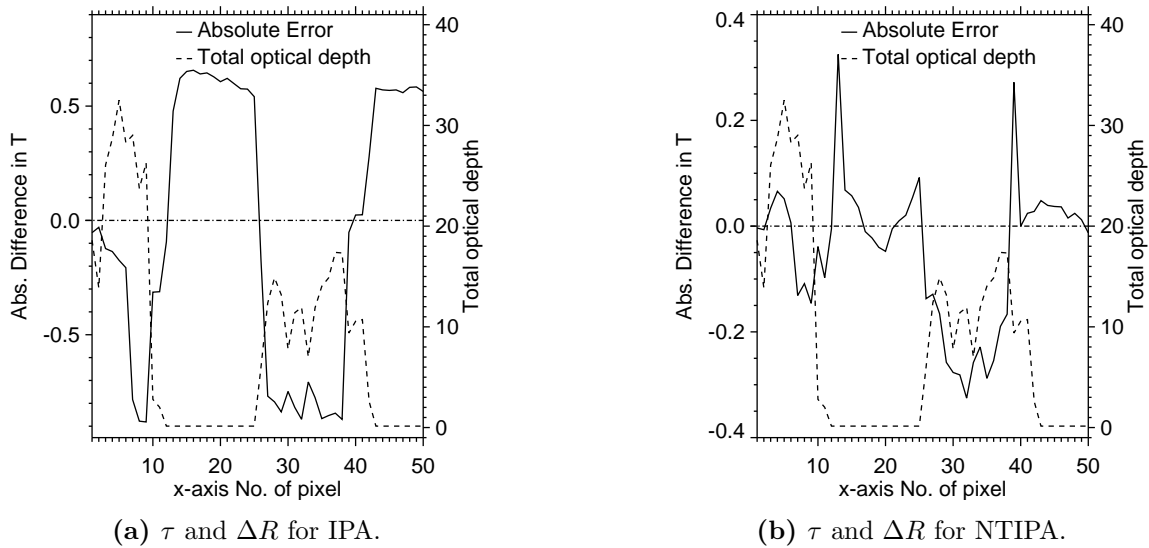 Absolute Error
Total optical depth
Abs. Difference in T
0.5
0.0
-0.5
40
30
20
10
0
Total optical depth
10 20 30 40 50
x-axis No. of pixel
(a) τ and ΔR for IPA.
Absolute Error
Total optical depth
Abs. Difference in T
0.4
0.2
0.0
-0.2
-0.4
40
30
20
10
0
Total optical depth
10 20 30 40 50
x-axis No. of pixel
(b) τ and ΔR for NTIPA.